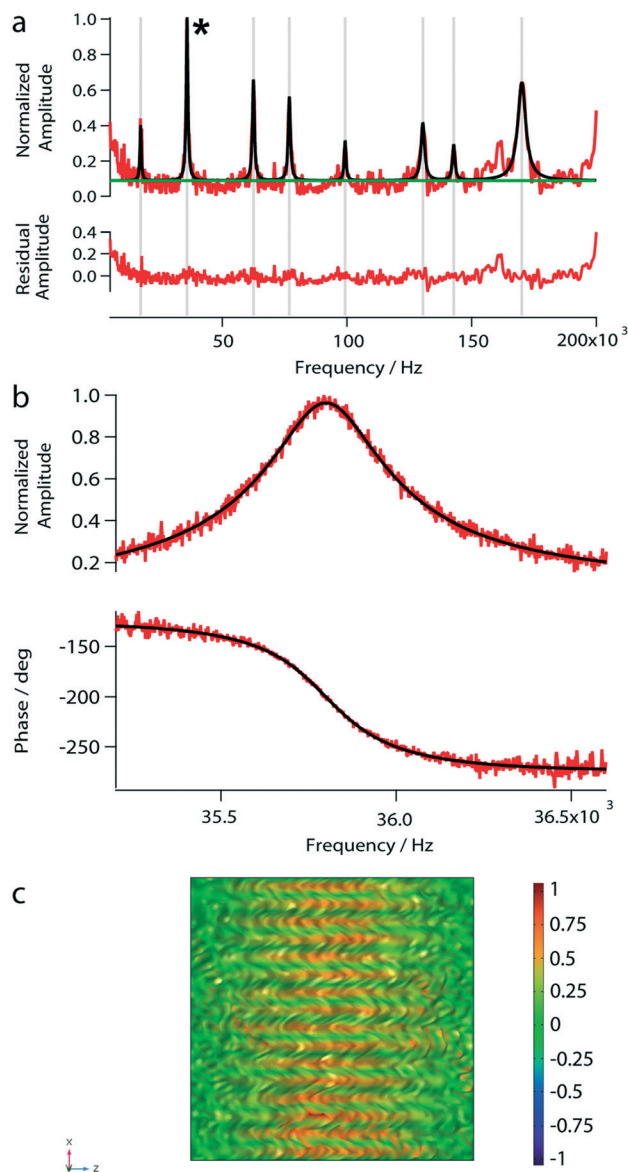 a
*
1.0
0.8
0.6
0.4
0.2
0.0
Normalized
Amplitude
0.4
0.2
0.0
Residual
Amplitude
50
100
150
200x10 3
Frequency / Hz
b
1.0
0.8
0.6
0.4
0.2
Normalized
Amplitude
-150
-200
-250
Phase / deg
35.5
36.0
36.5x10 3
Frequency / Hz
c
1
0.75
0.5
0.25
0
-0.25
-0.5
-0.75
-1
x
z